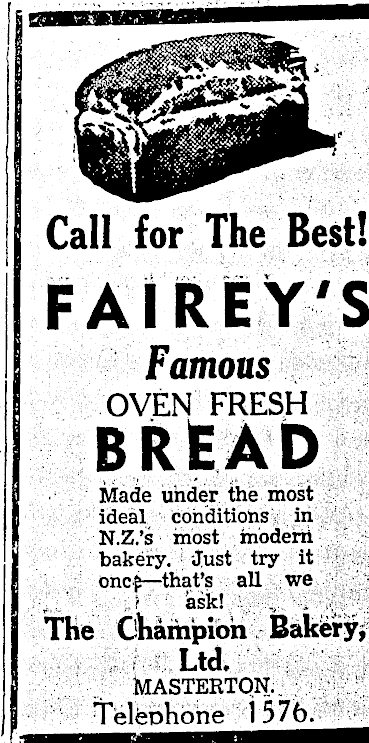 Call for The Best!
FAIREY'S
Famous
OVEN FRESH
BREAD
Made under the most
ideal conditions in
N.Z.'s most modern
bakery. Just try it
once—that's all we
ask!
The Champion Bakery,
Ltd.
MASTERTON.
Telephone 1576.